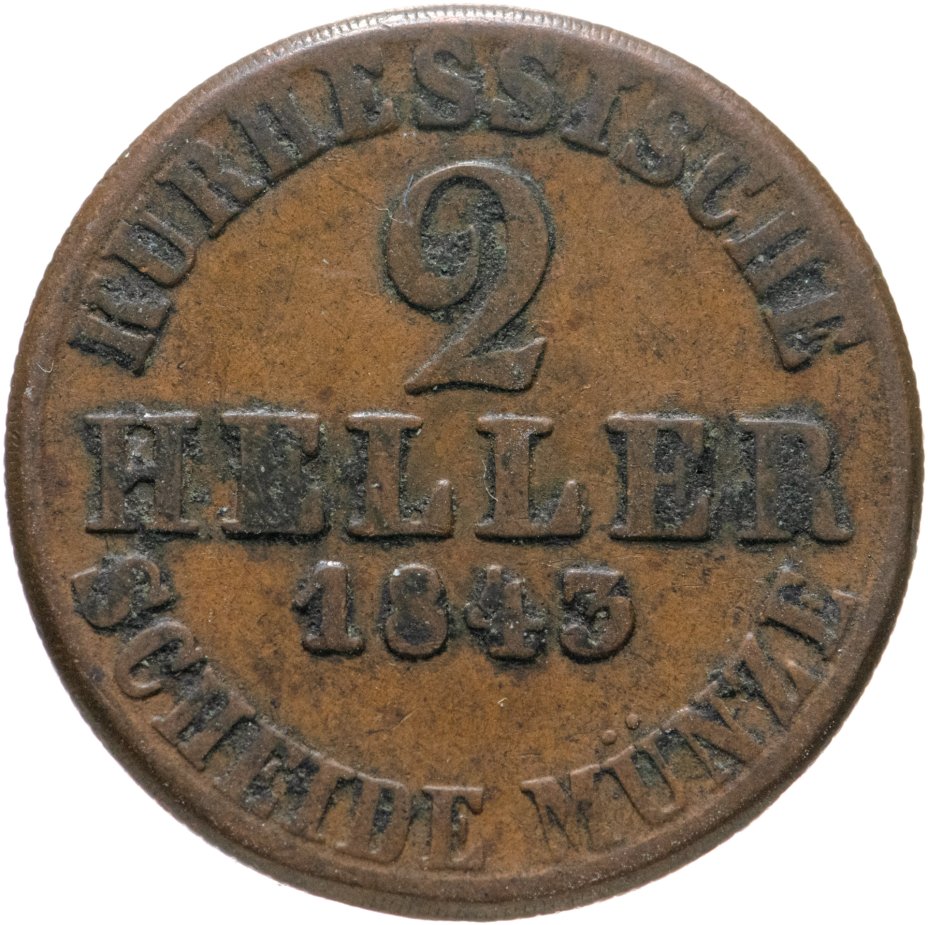 KURHESSISCHE
2
HELLER
1843
SCHEIDE MÜNZE